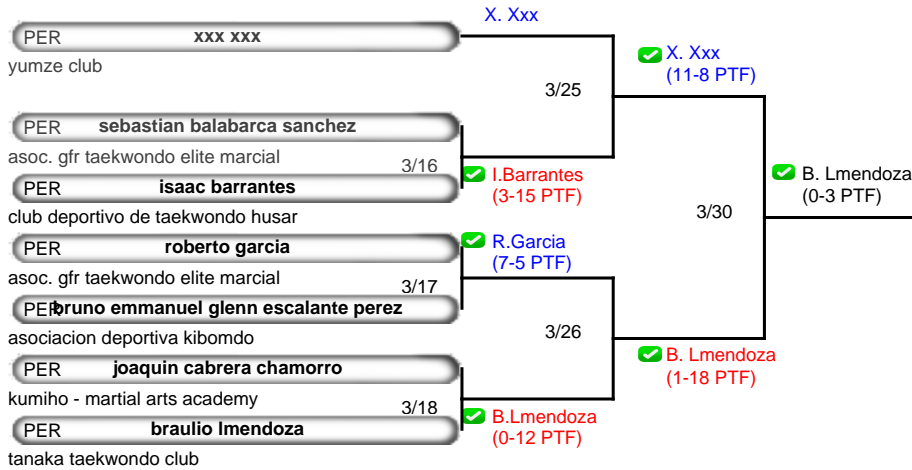 PER xxx xxx
yumze club
X. Xxx
PER sebastian balabarca sanchez
asoc. gfr taekwondo elite marcial
3/16
PER isaac barrantes
club deportivo de taekwondo husar
I.Barrantes
(3-15 PTF)
3/25
X. Xxx
(11-8 PTF)
PER roberto garcia
asoc. gfr taekwondo elite marcial
3/17
PER bruno emmanuel glenn escalante perez
asociacion deportiva kibomdo
R.Garcia
(7-5 PTF)
PER joaquin cabrera chamorro
kumiho - martial arts academy
3/18
PER braulio lmendoza
tanaka taekwondo club
B.Lmendoza
(0-12 PTF)
3/26
B. Lmendoza
(1-18 PTF)
3/30
B. Lmendoza
(0-3 PTF)